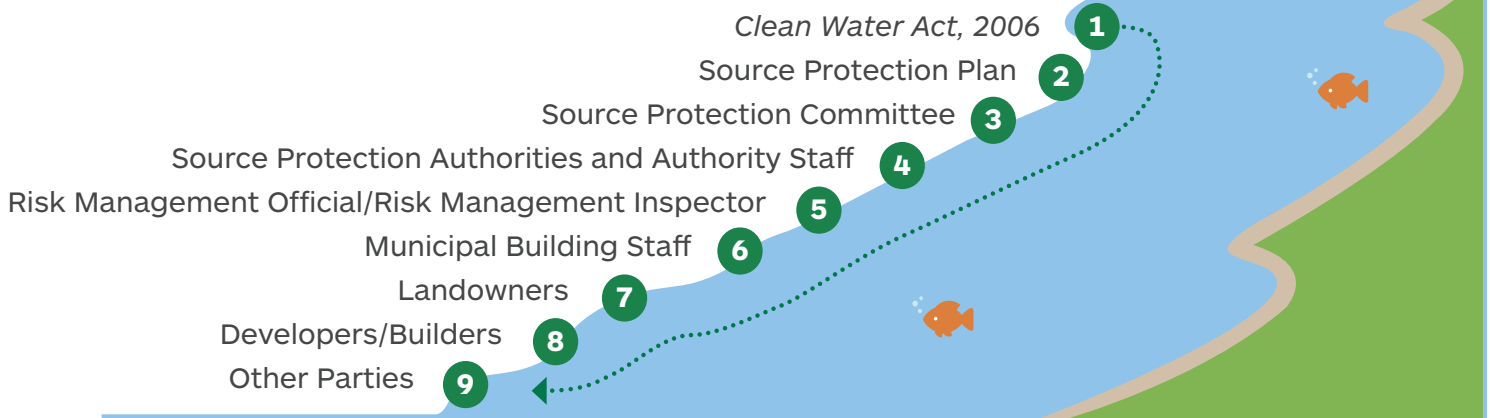 Clean Water Act, 2006 1
Source Protection Plan 2
Source Protection Committee 3
Source Protection Authorities and Authority Staff 4
Risk Management Official/Risk Management Inspector 5
Municipal Building Staff 6
Landowners 7
Developers/Builders 8
Other Parties 9